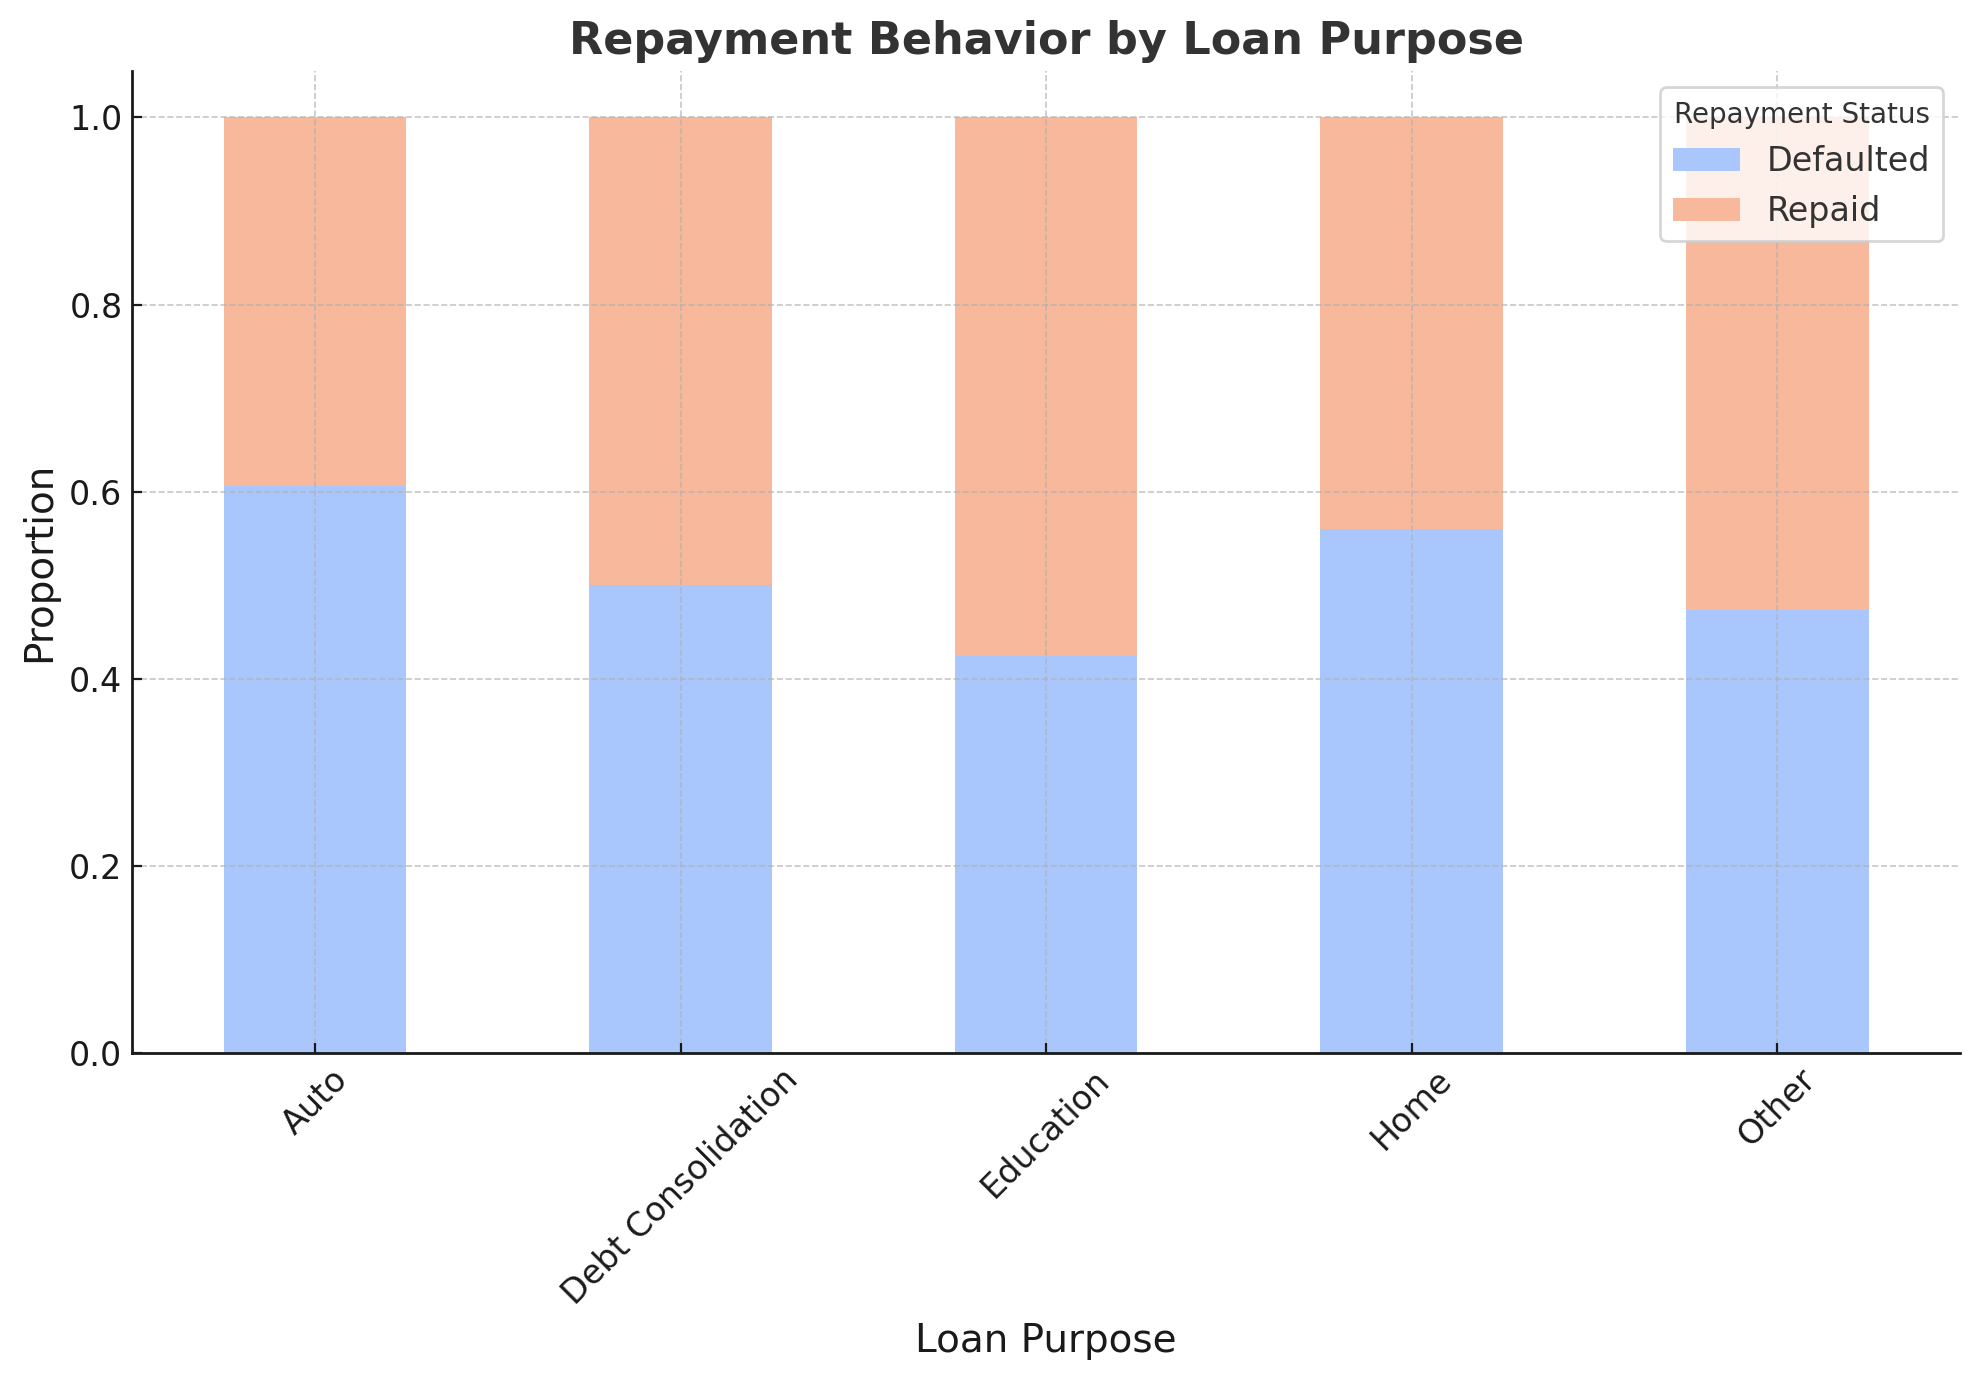 Repayment Behavior by Loan Purpose
Repayment Status
Defaulted
Repaid
Proportion
1.0
0.8
0.6
0.4
0.2
0.0
Auto
Debt Consolidation
Education
Home
Other
Loan Purpose